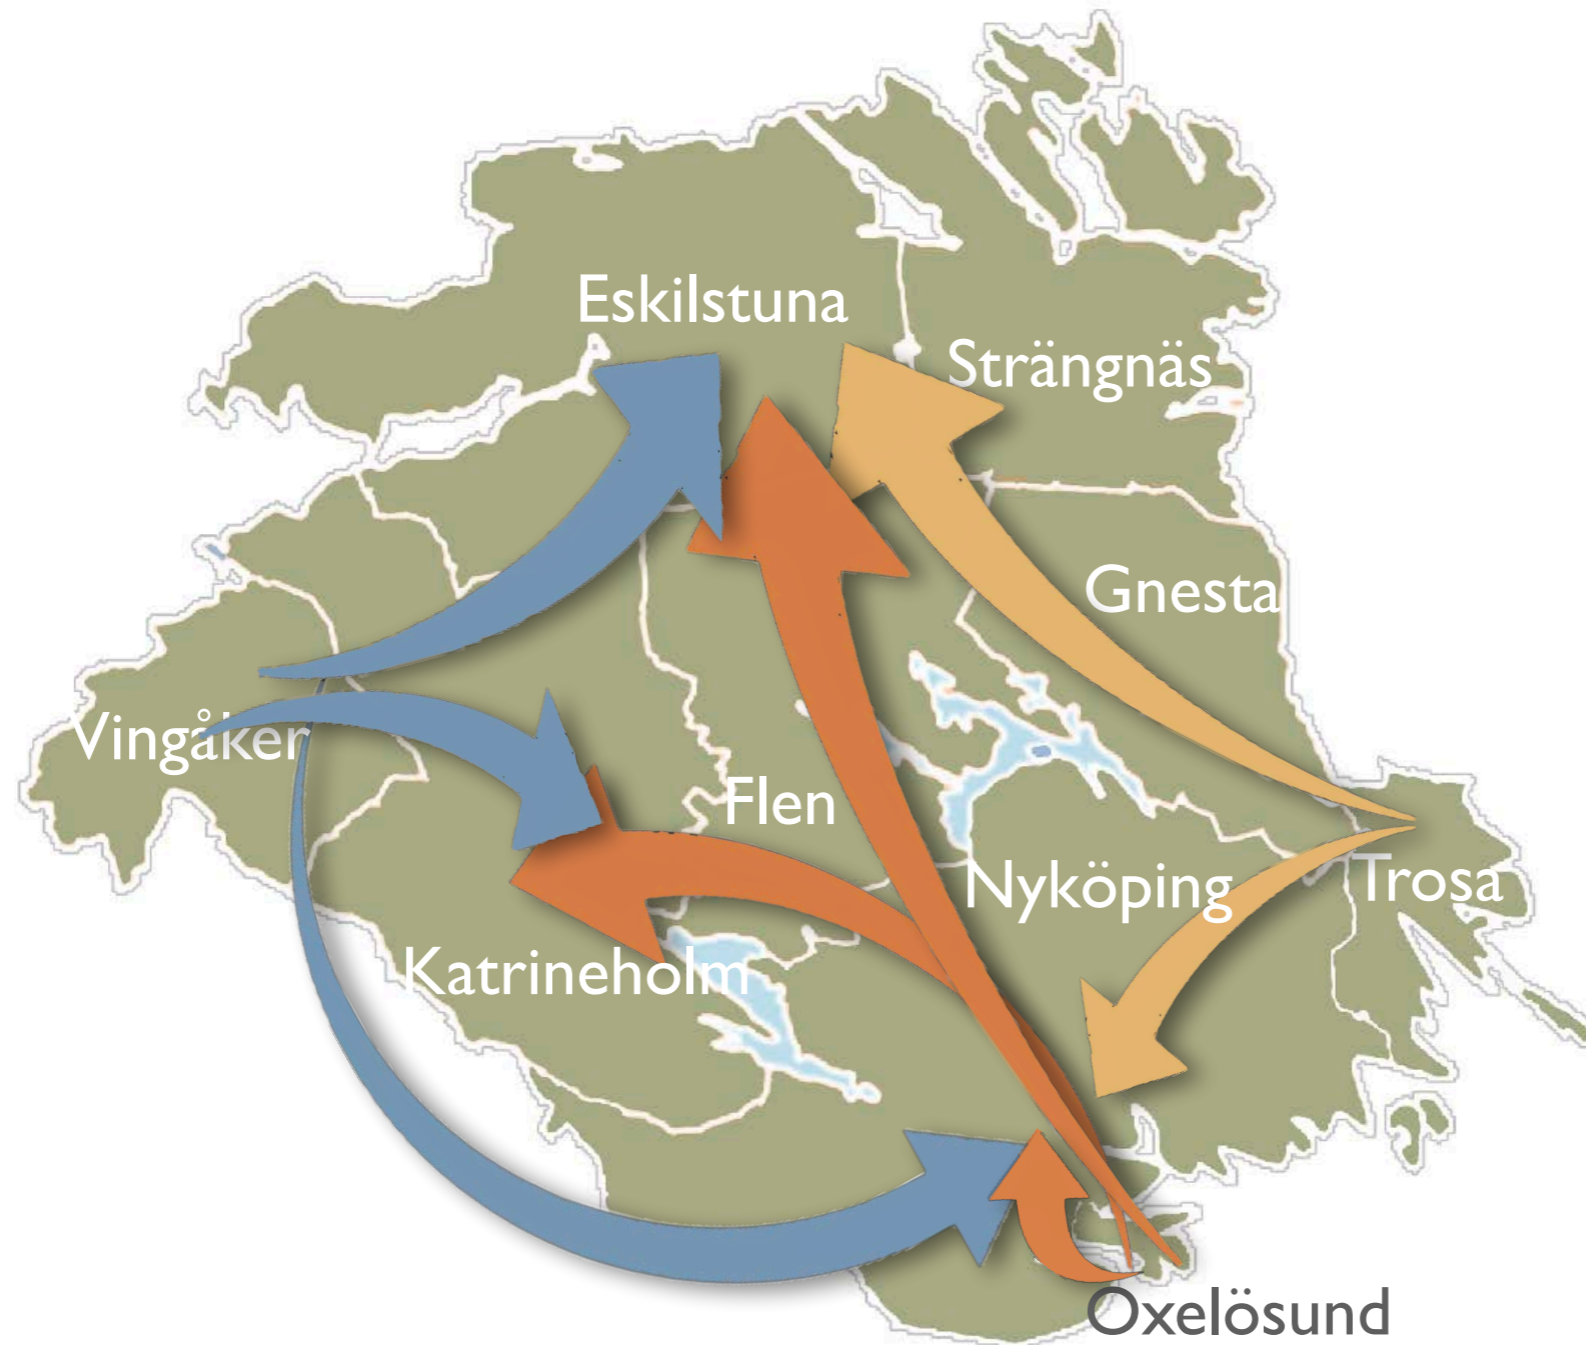 Eskilstuna
Strängnäs
Gnesta
Vingåker
Flen
Nyköping
Trosa
Katrineholm
Oxelösund